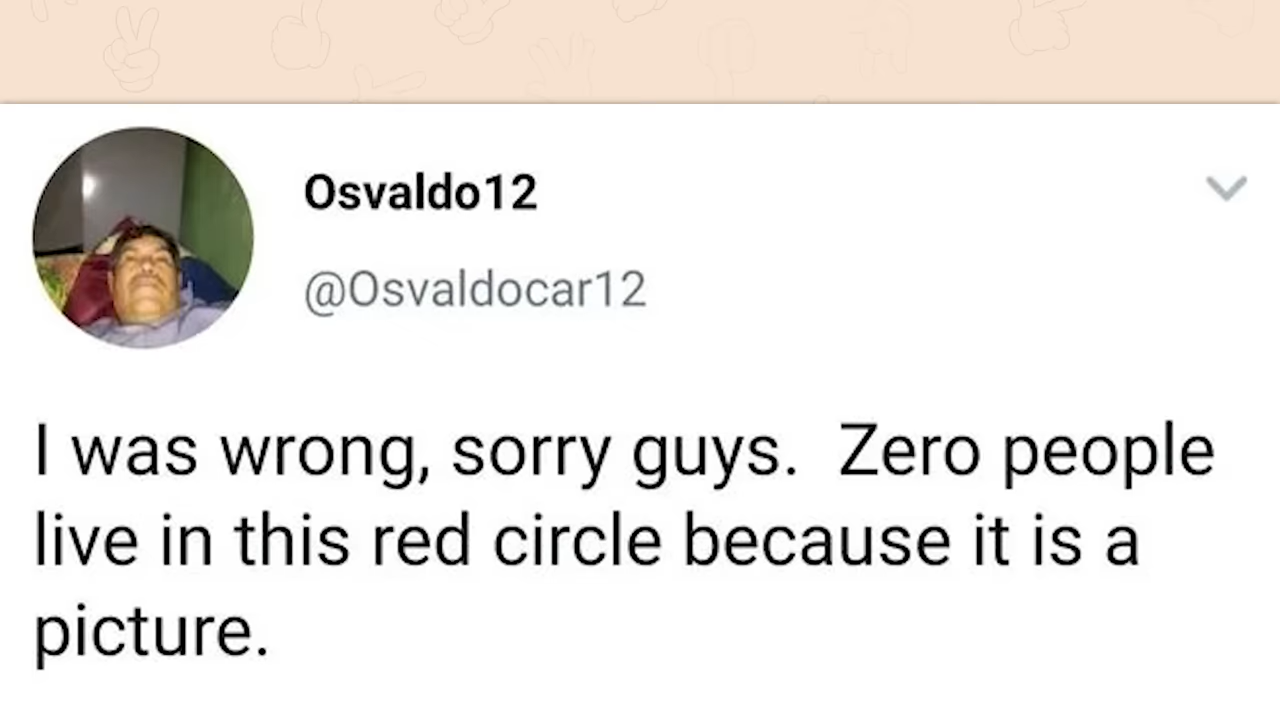 Osvaldo12
@Osvaldocar12
I was wrong, sorry guys.  Zero people
live in this red circle because it is a
picture.